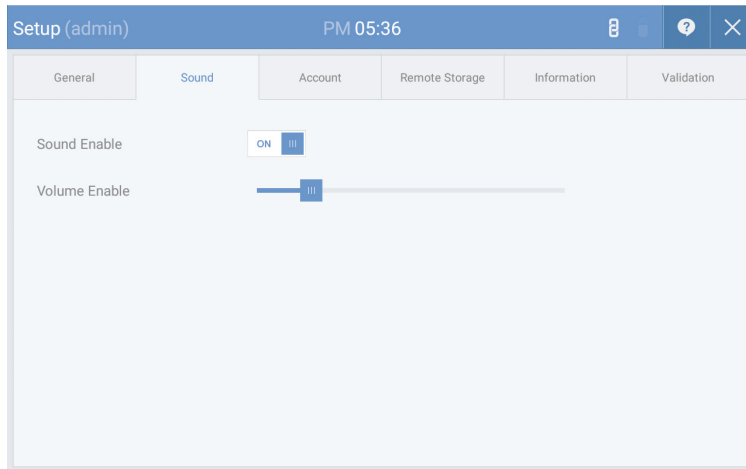 Setup (admin) PM 05:36 ?
General Sound Account Remote Storage Information Validation
Sound Enable ON
Volume Enable